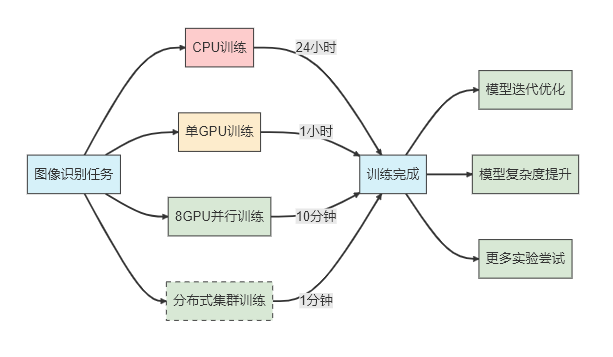 图像识别任务
CPU训练
24小时
单GPU训练
1小时
8GPU并行训练
10分钟
分布式集群训练
1分钟
训练完成
模型迭代优化
模型复杂度提升
更多实验尝试